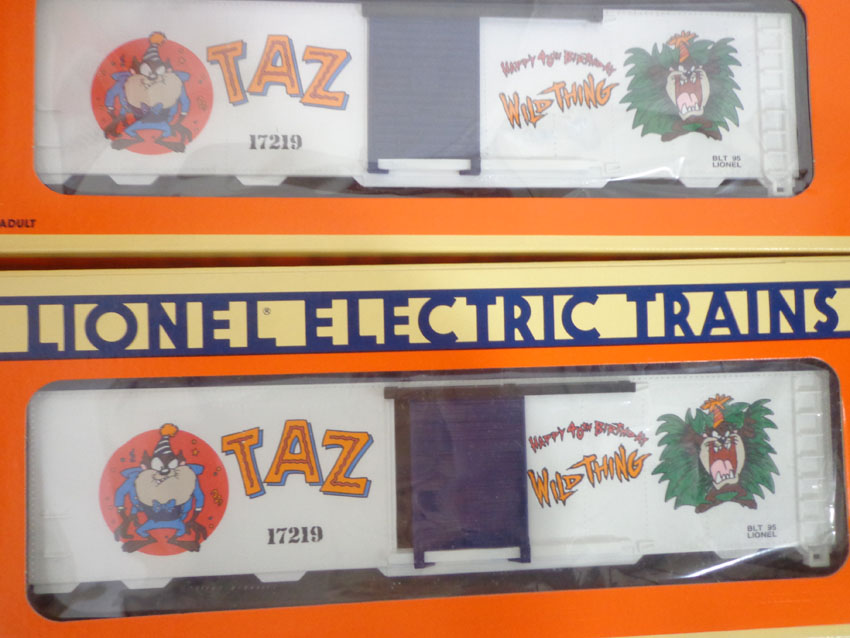 TAZ
17219
HAPPY 40TH BIRTHDAY
WILD THING
BLT 95
LIONEL
ADULT
LIONEL® ELECTRIC TRAINS
TAZ
17219
HAPPY 40TH BIRTHDAY
WILD THING
BLT 95
LIONEL